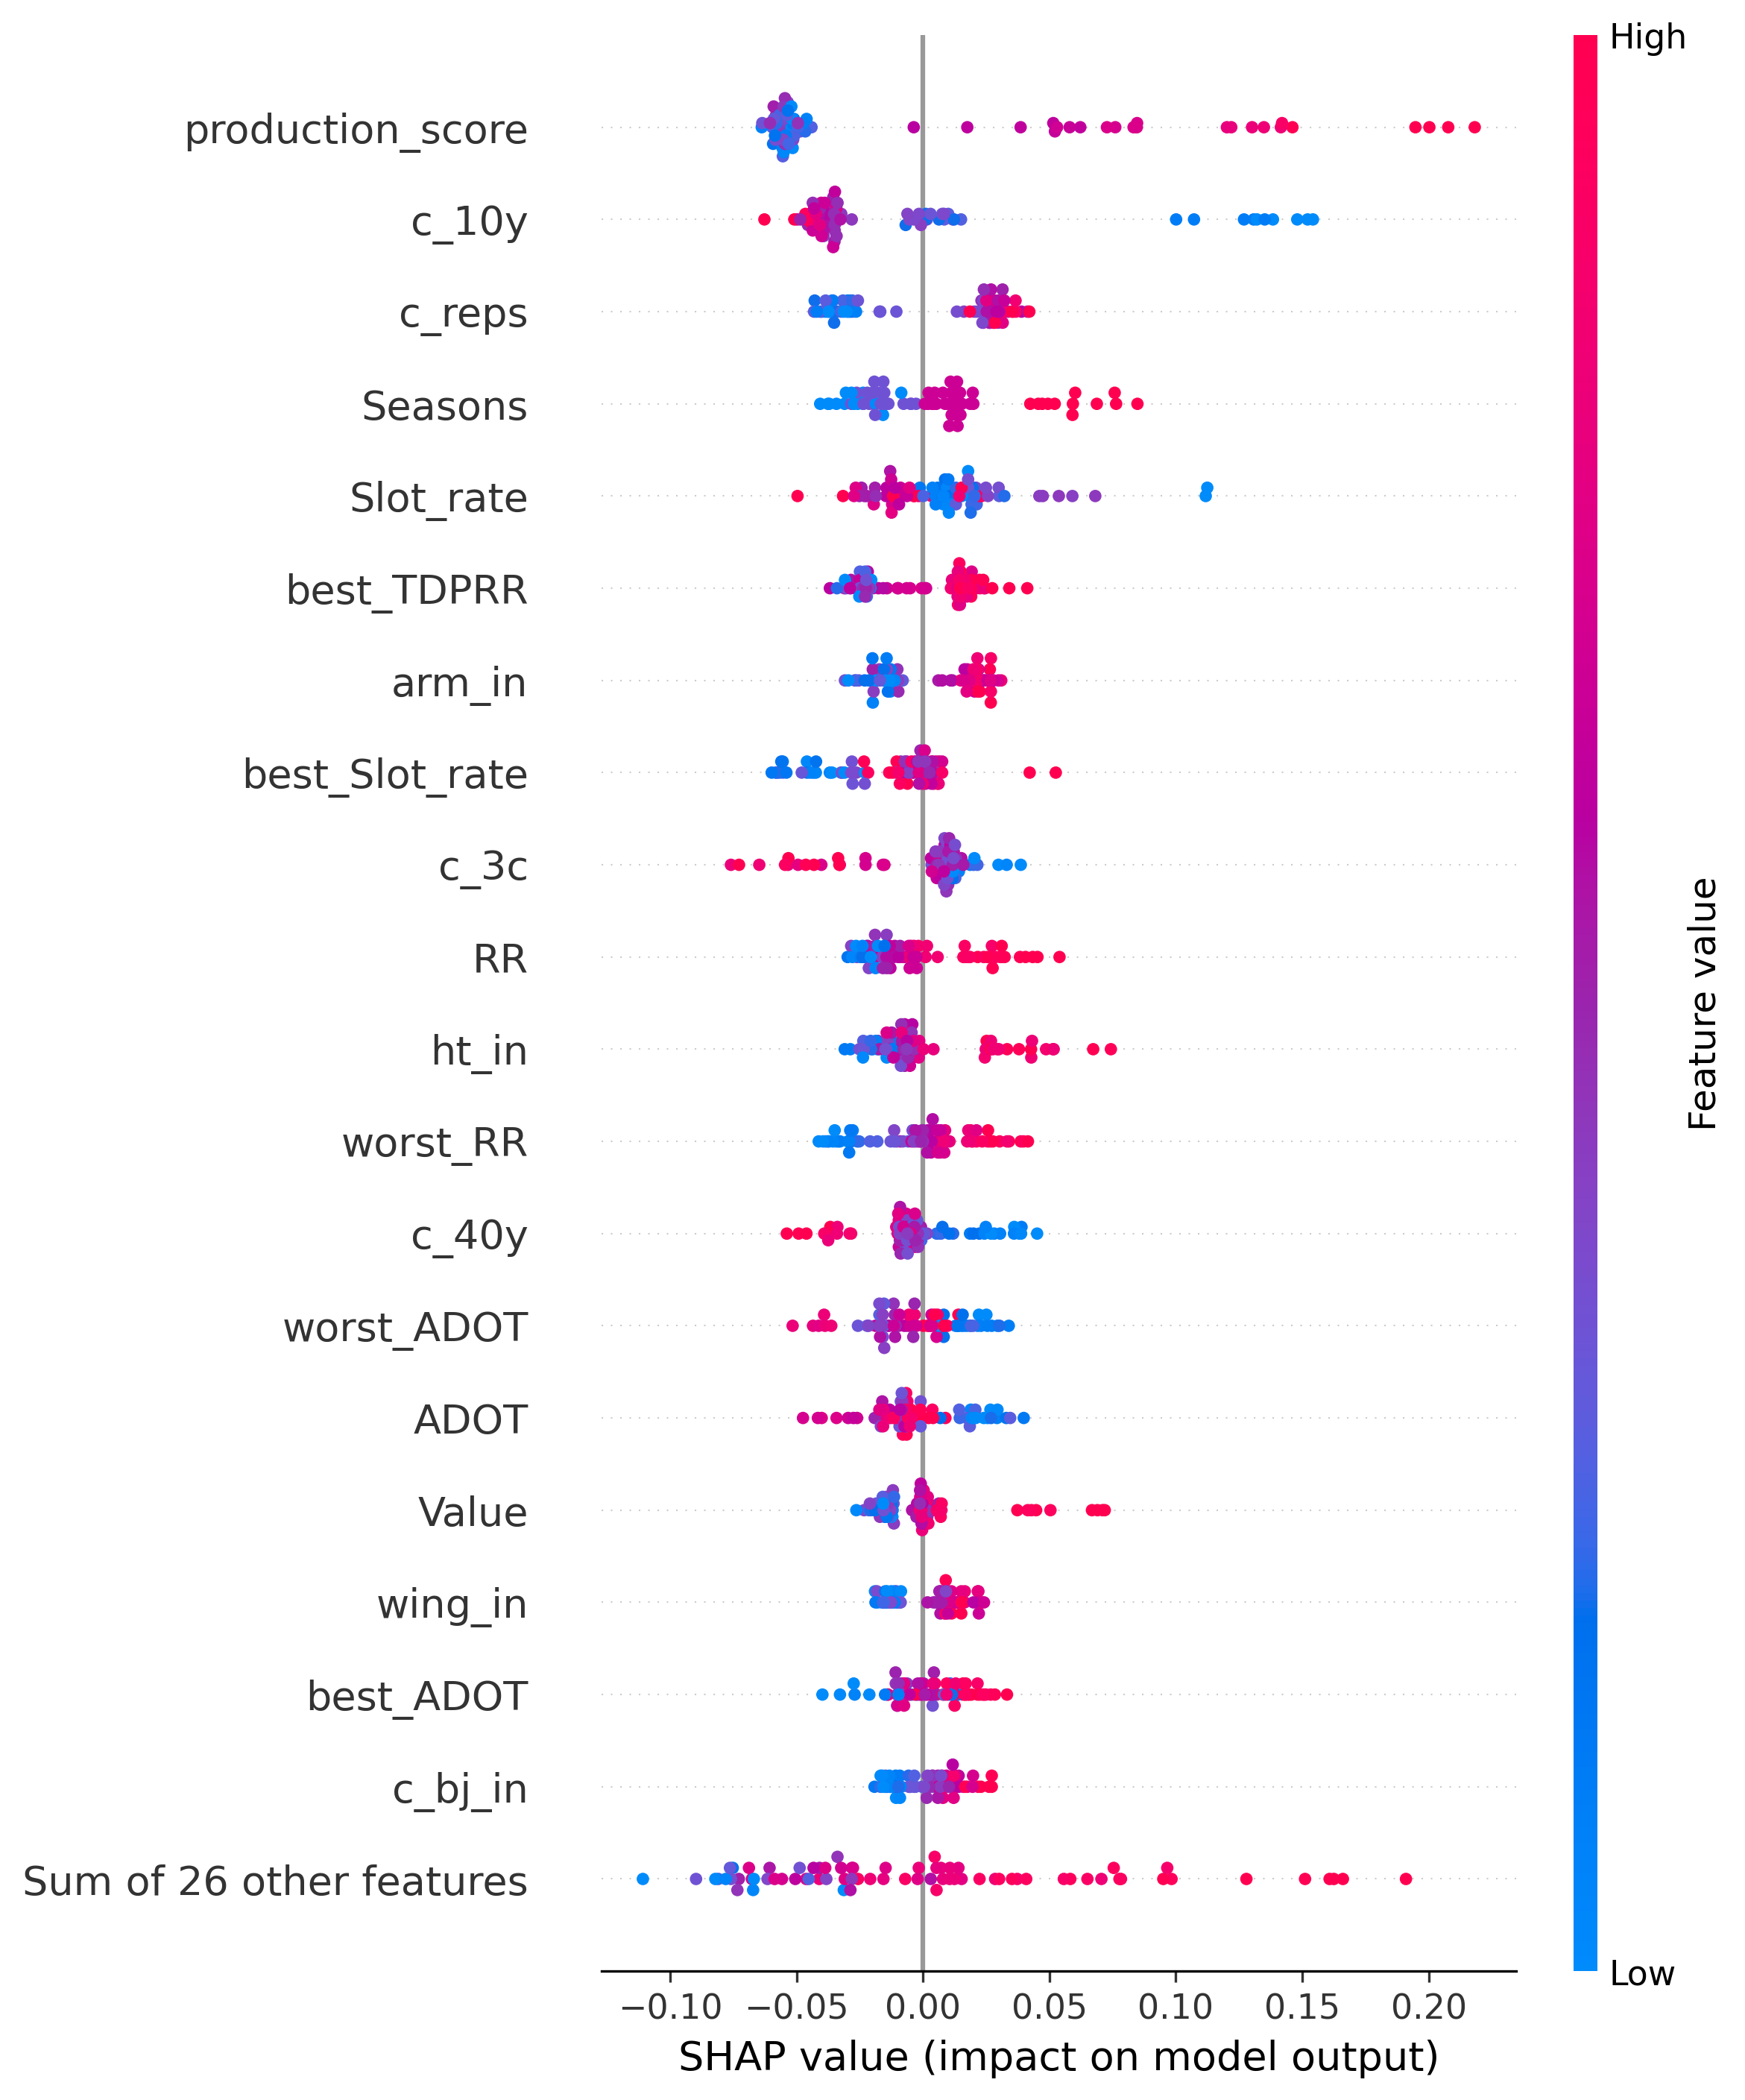 High
production_score
c_10y
c_reps
Seasons
Slot_rate
best_TDPRR
arm_in
best_Slot_rate
c_3c
RR
ht_in
worst_RR
c_40y
worst_ADOT
ADOT
Value
wing_in
best_ADOT
c_bj_in
Sum of 26 other features
Feature value
Low
−0.10 −0.05 0.00 0.05 0.10 0.15 0.20
SHAP value (impact on model output)